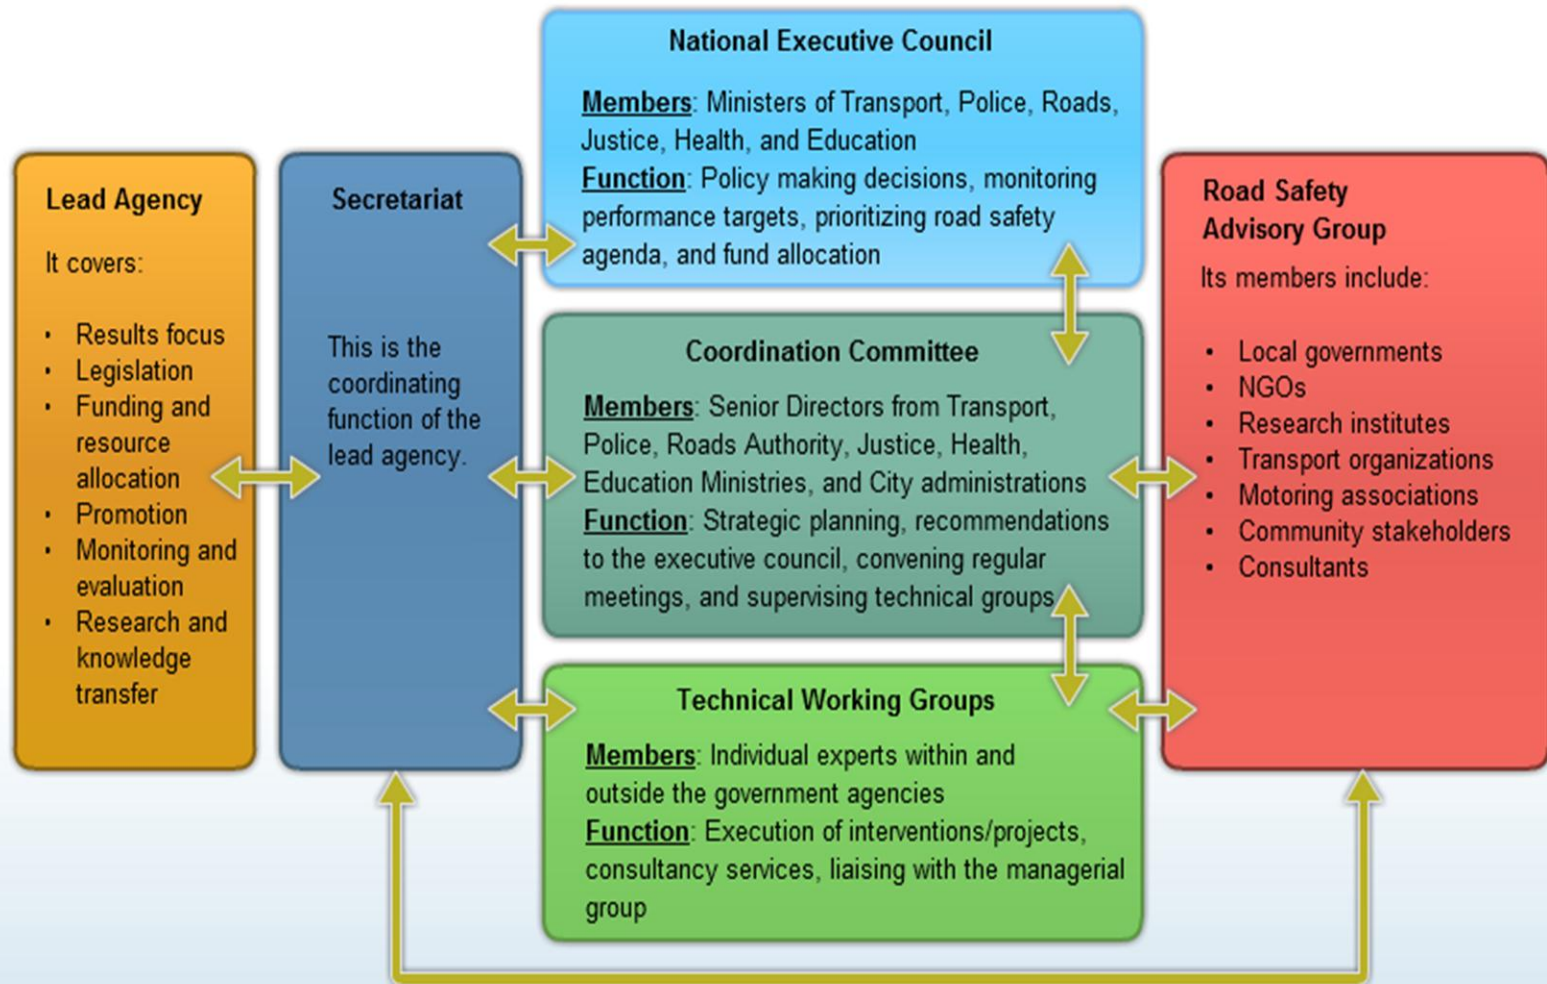 Lead Agency
It covers:
• Results focus
• Legislation
• Funding and
resource
allocation
• Promotion
• Monitoring and
evaluation
• Research and
knowledge
transfer
Secretariat
This is the
coordinating
function of the
lead agency.
National Executive Council
Members: Ministers of Transport, Police, Roads,
Justice, Health, and Education
Function: Policy making decisions, monitoring
performance targets, prioritizing road safety
agenda, and fund allocation
Coordination Committee
Members: Senior Directors from Transport,
Police, Roads Authority, Justice, Health,
Education Ministries, and City administrations
Function: Strategic planning, recommendations
to the executive council, convening regular
meetings, and supervising technical groups
Technical Working Groups
Members: Individual experts within and
outside the government agencies
Function: Execution of interventions/projects,
consultancy services, liaising with the managerial
group
Road Safety
Advisory Group
Its members include:
• Local governments
• NGOs
• Research institutes
• Transport organizations
• Motoring associations
• Community stakeholders
• Consultants